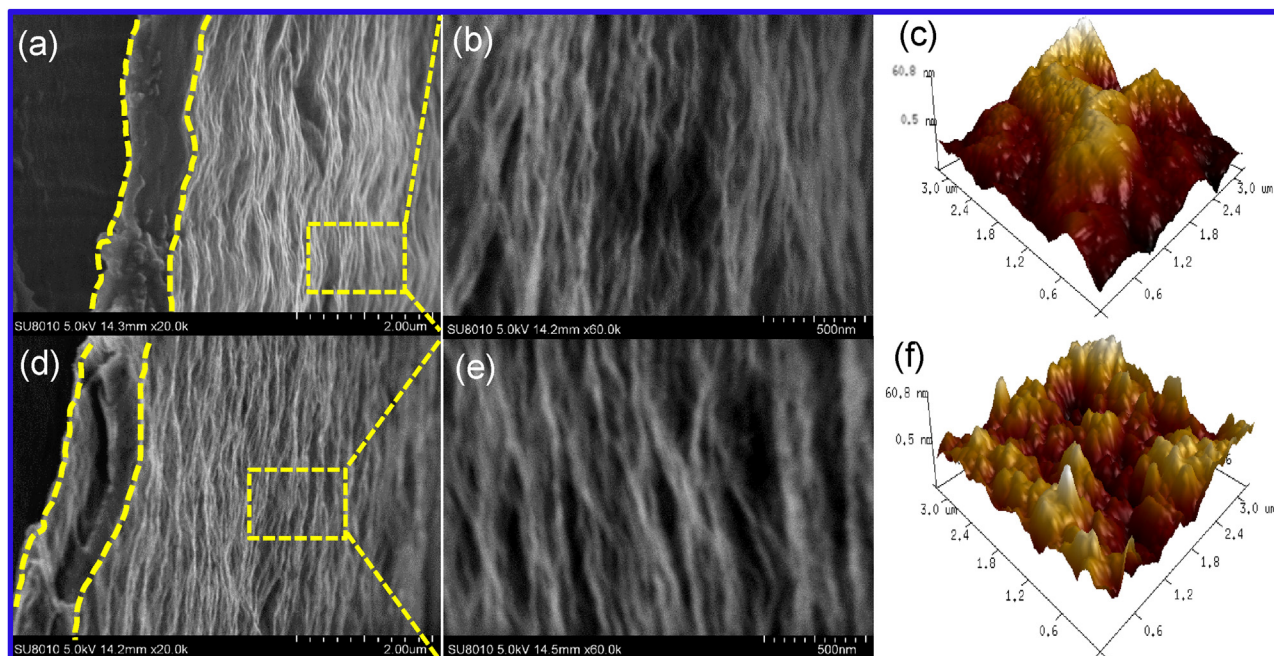 (a)
SU8010 5.0kV 14.3mm x20.0k
2.00um
(b)
SU8010 5.0kV 14.2mm x60.0k
500nm
(c)
60.8 nm
0.5 nm
3.0 um
2.4
1.8
1.2
0.6
3.0 um
2.4
1.8
1.2
0.6
(d)
SU8010 5.0kV 14.2mm x20.0k
2.00um
(e)
SU8010 5.0kV 14.5mm x60.0k
500nm
(f)
60.8 nm
0.5 nm
3.0 um
2.4
1.8
1.2
0.6
3.0 um
2.4
1.8
1.2
0.6